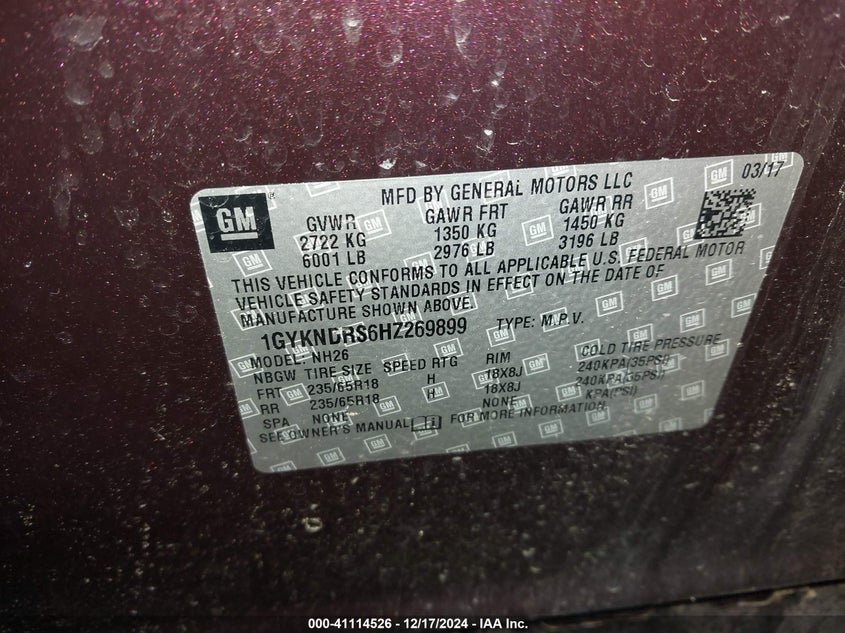 03/17
MFD BY GENERAL MOTORS LLC
GM
GVWR GAWR FRT GAWR RR
2722 KG 1350 KG 1450 KG
6001 LB 2976 LB 3196 LB
THIS VEHICLE CONFORMS TO ALL APPLICABLE U.S. FEDERAL MOTOR
VEHICLE SAFETY STANDARDS IN EFFECT ON THE DATE OF
MANUFACTURE SHOWN ABOVE.
1GYKNDRS6HZ269899 TYPE: M.P.V.
MODEL: NH26
NBGW TIRE SIZE SPEED RTG RIM COLD TIRE PRESSURE
FRT 235/65R18 H 18X8J 240KPA(35PSI)
RR 235/65R18 H 18X8J 240KPA(35PSI)
SPA NONE NONE KPA(PSI)
SEE OWNER'S MANUAL FOR MORE INFORMATION
000-41114526 - 12/17/2024 - IAA Inc.